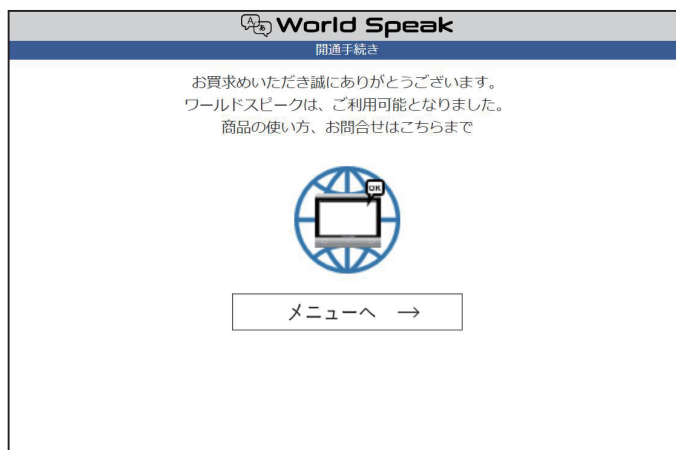 Aあ World Speak
開通手続き
お買求めいただき誠にありがとうございます。
ワールドスピークは、ご利用可能となりました。
商品の使い方、お問合せはこちらまで
OK
メニューへ →